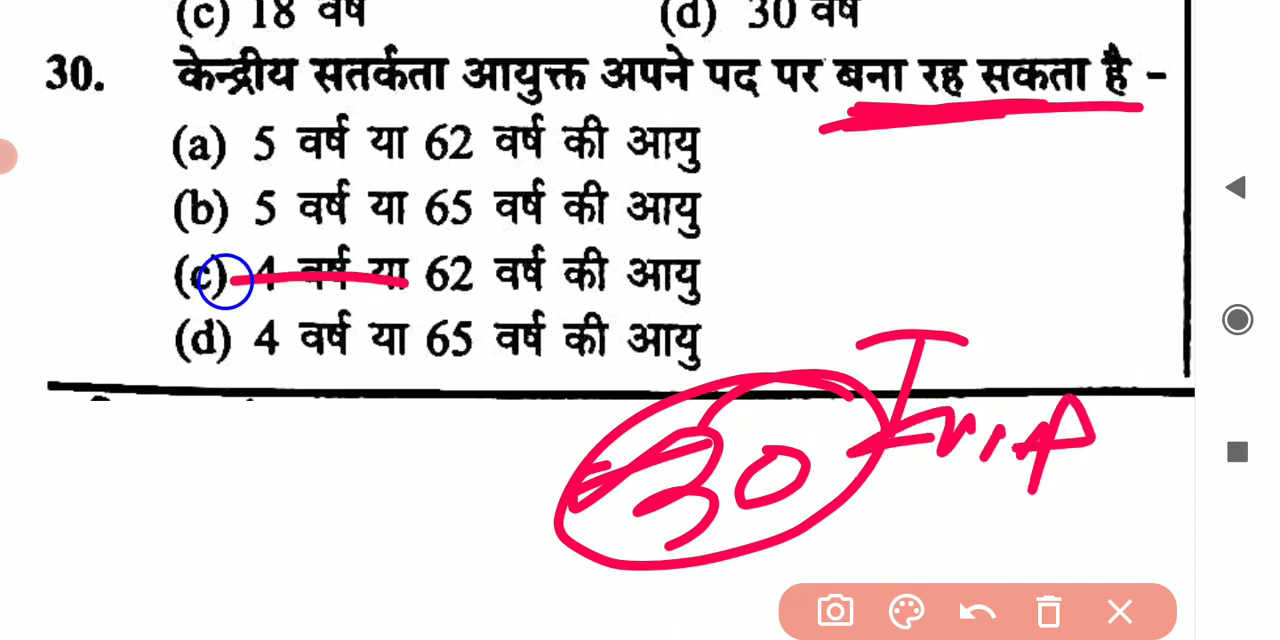 (c) 18 वर्ष (d) 30 वर्ष
30. केन्द्रीय सतर्कता आयुक्त अपने पद पर बना रह सकता है -
(a) 5 वर्ष या 62 वर्ष की आयु
(b) 5 वर्ष या 65 वर्ष की आयु
(c) 4 वर्ष या 62 वर्ष की आयु
(d) 4 वर्ष या 65 वर्ष की आयु
30